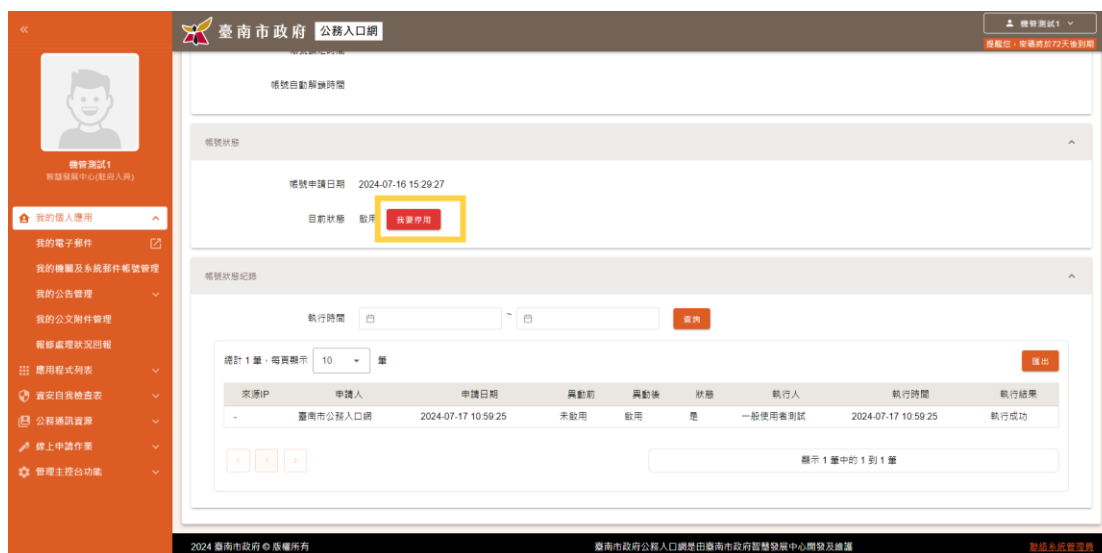 臺南市政府 公務入口網
機管測試1
提醒您,密碼將於72天後到期
機管測試1
智慧發展中心(駐府人員)
我的個人應用
我的電子郵件
我的機關及系統郵件帳號管理
我的公告管理
我的公文附件管理
報修處理狀況回報
應用程式列表
資安自我檢查表
公務通訊資源
線上申請作業
管理主控台功能
帳號自動解鎖時間
帳號狀態
帳號申請日期 2024-07-16 15:29:27
目前狀態 啟用 我要停用
帳號狀態紀錄
執行時間 ~ 查詢
總計 1 筆,每頁顯示 10 筆 匯出
來源IP 申請人 申請日期 異動前 異動後 狀態 執行人 執行時間 執行結果
- 臺南市公務入口網 2024-07-17 10:59:25 未啟用 啟用 是 一般使用者測試 2024-07-17 10:59:25 執行成功
顯示 1 筆中的 1 到 1 筆
2024 臺南市政府 © 版權所有 臺南市政府公務入口網是由臺南市政府智慧發展中心開發及維護 聯絡系統管理員